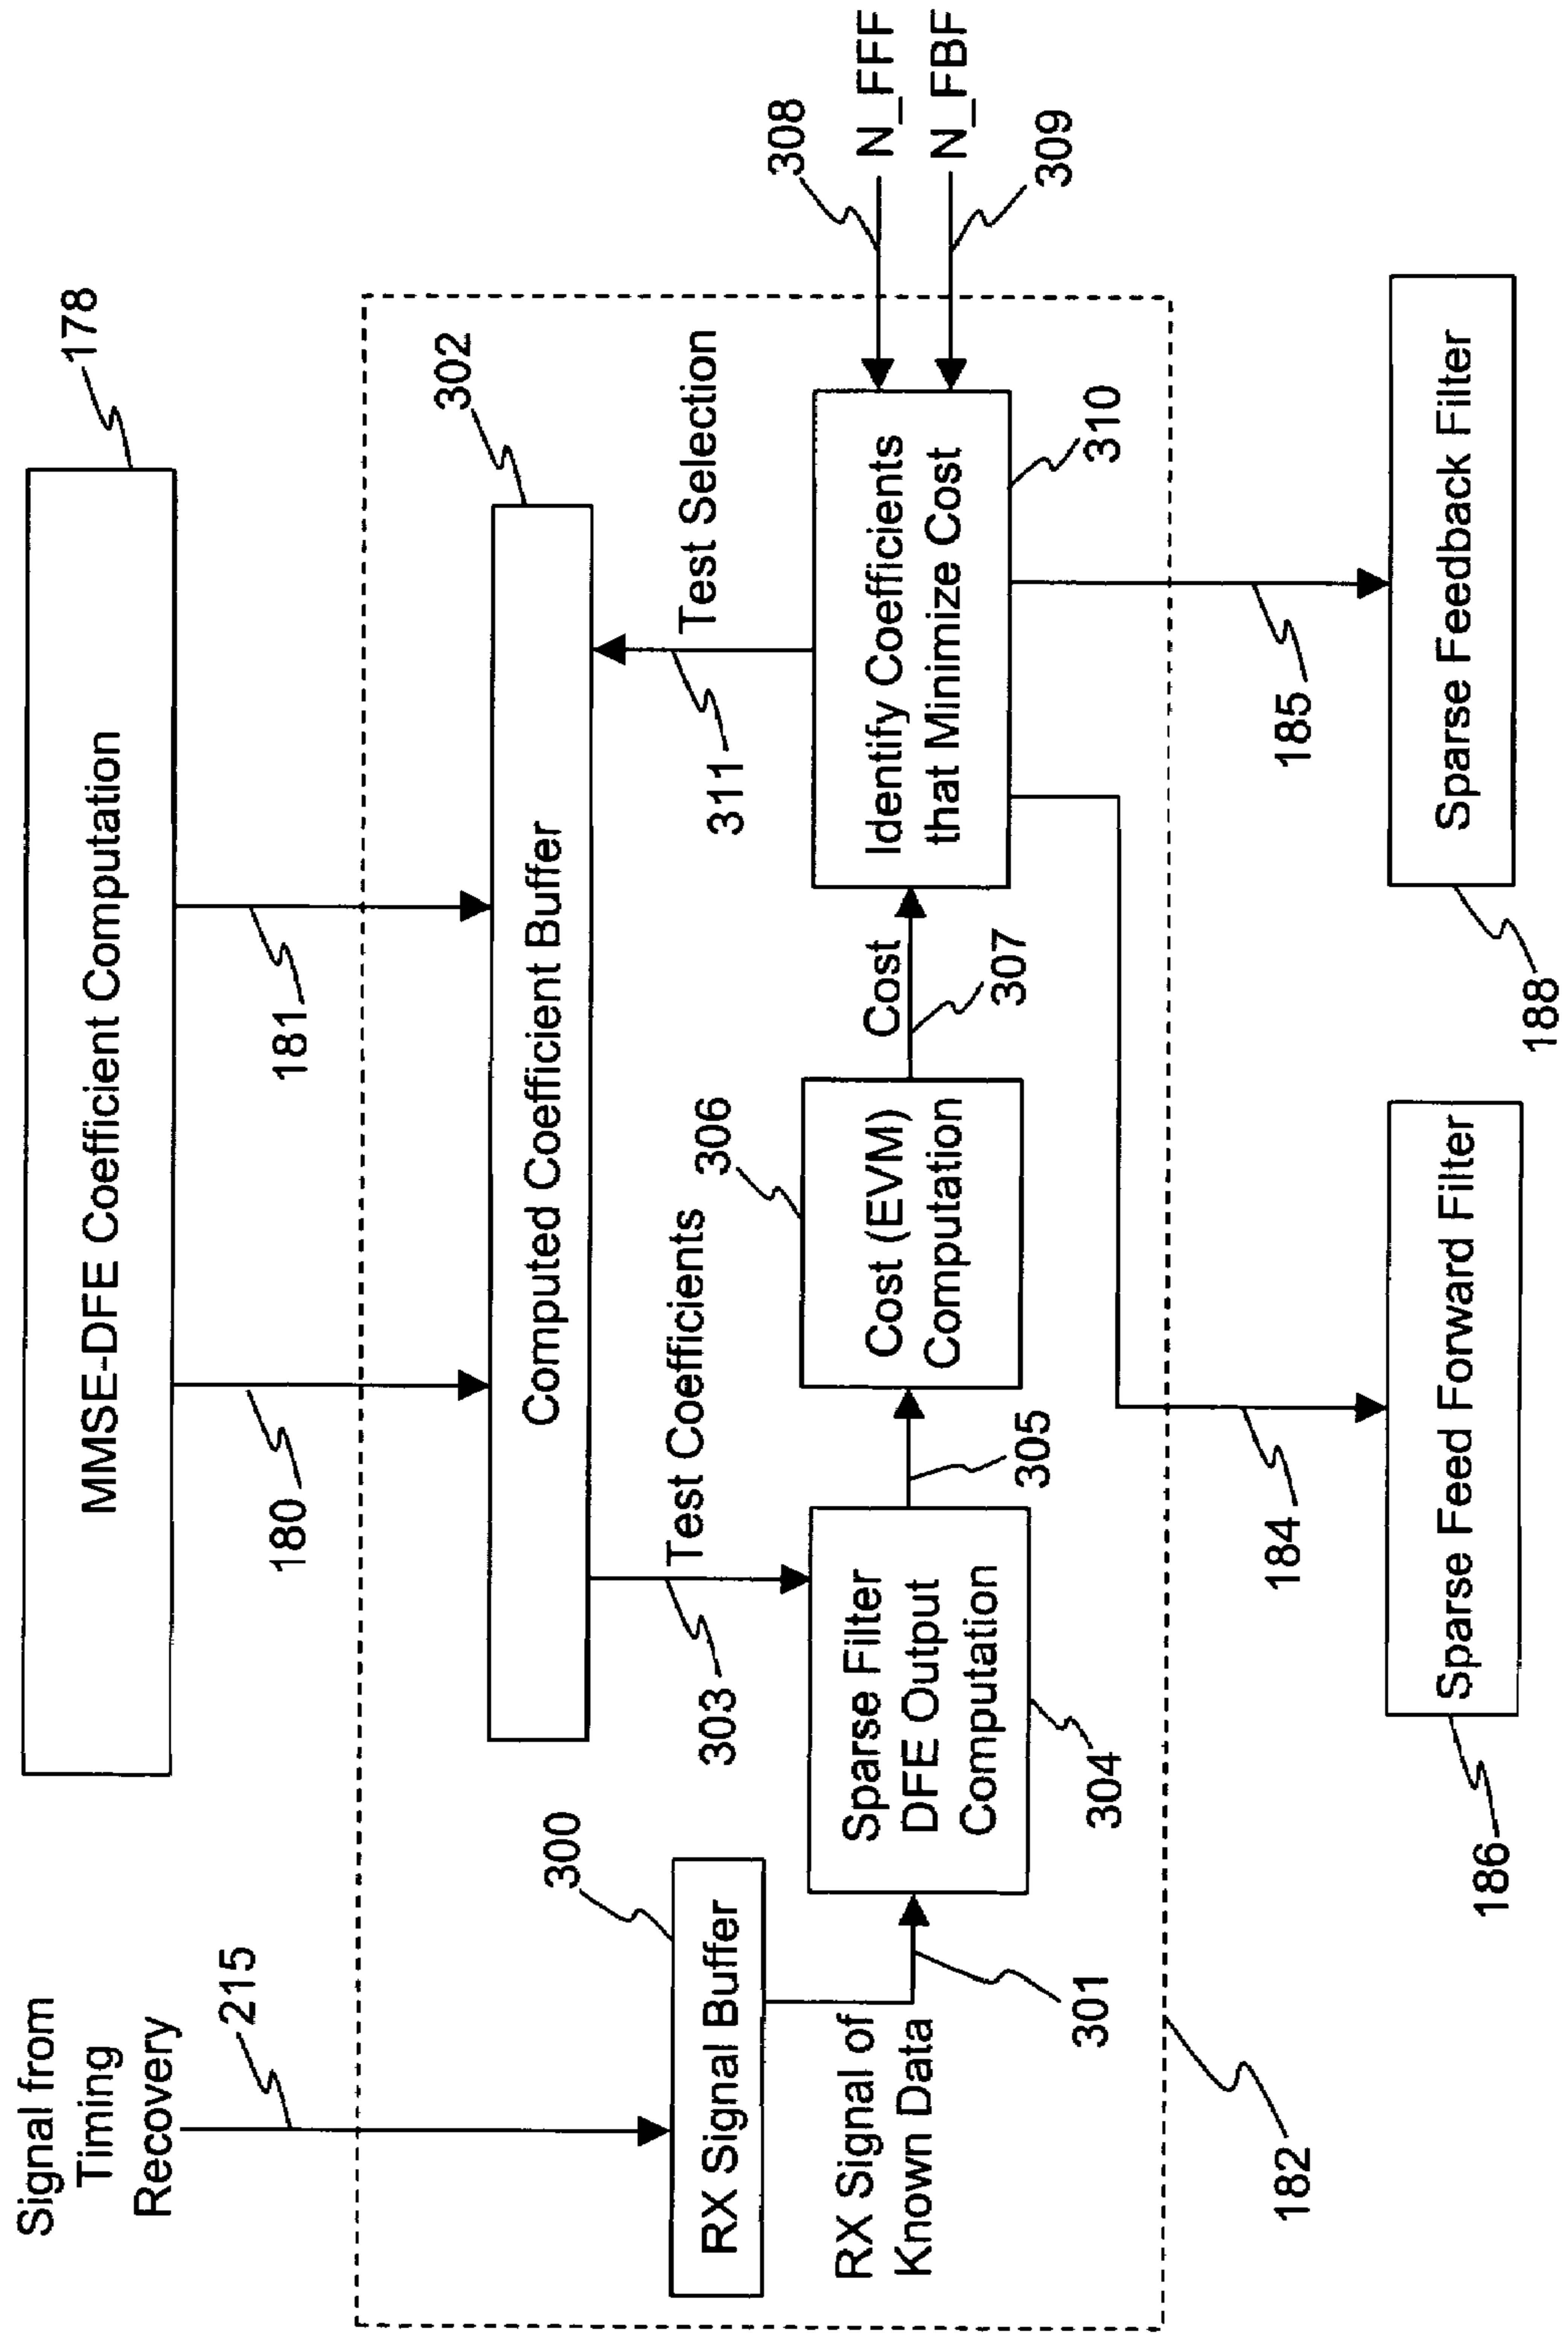 Signal from
Timing
Recovery
215
MMSE-DFE Coefficient Computation
178
180
181
300
RX Signal Buffer
Computed Coefficient Buffer
302
303
Test Coefficients
311
Test Selection
RX Signal of
Known Data
301
Sparse Filter
DFE Output
Computation
304
305
306
Cost (EVM)
Computation
Cost
307
Identify Coefficients
that Minimize Cost
310
308
N_FFF
N_FBF
309
182
184
185
186
Sparse Feed Forward Filter
188
Sparse Feedback Filter